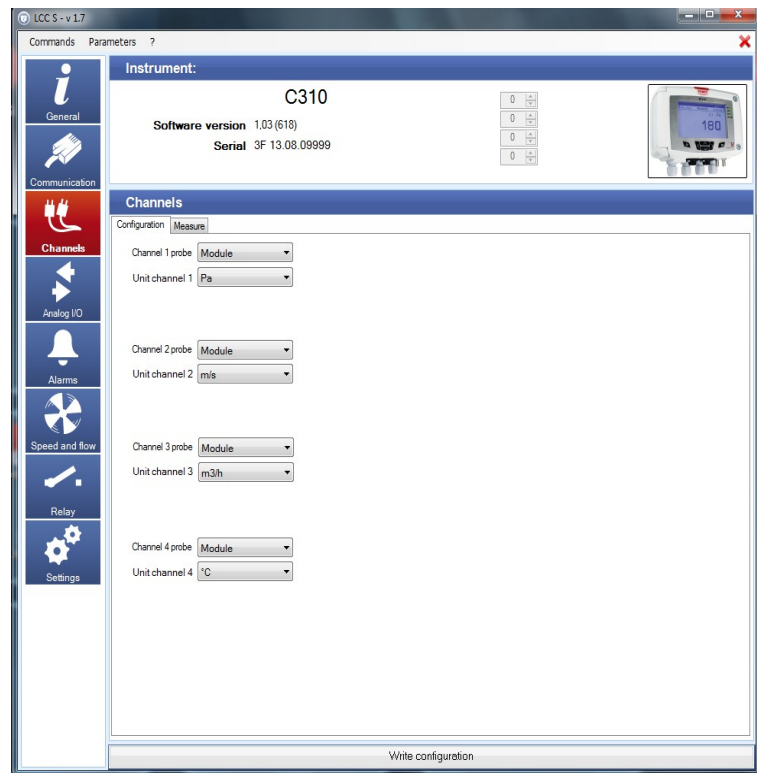 LCC S - v 1.7
Commands Parameters ?
General
Communication
Channels
Analog I/O
Alarms
Speed and flow
Relay
Settings
Instrument:
C310
Software version 1,03 (618)
Serial 3F 13.08.09999
0
0
0
0
180
Channels
Configuration Measure
Channel 1 probe Module
Unit channel 1 Pa
Channel 2 probe Module
Unit channel 2 m/s
Channel 3 probe Module
Unit channel 3 m3/h
Channel 4 probe Module
Unit channel 4 °C
Write configuration